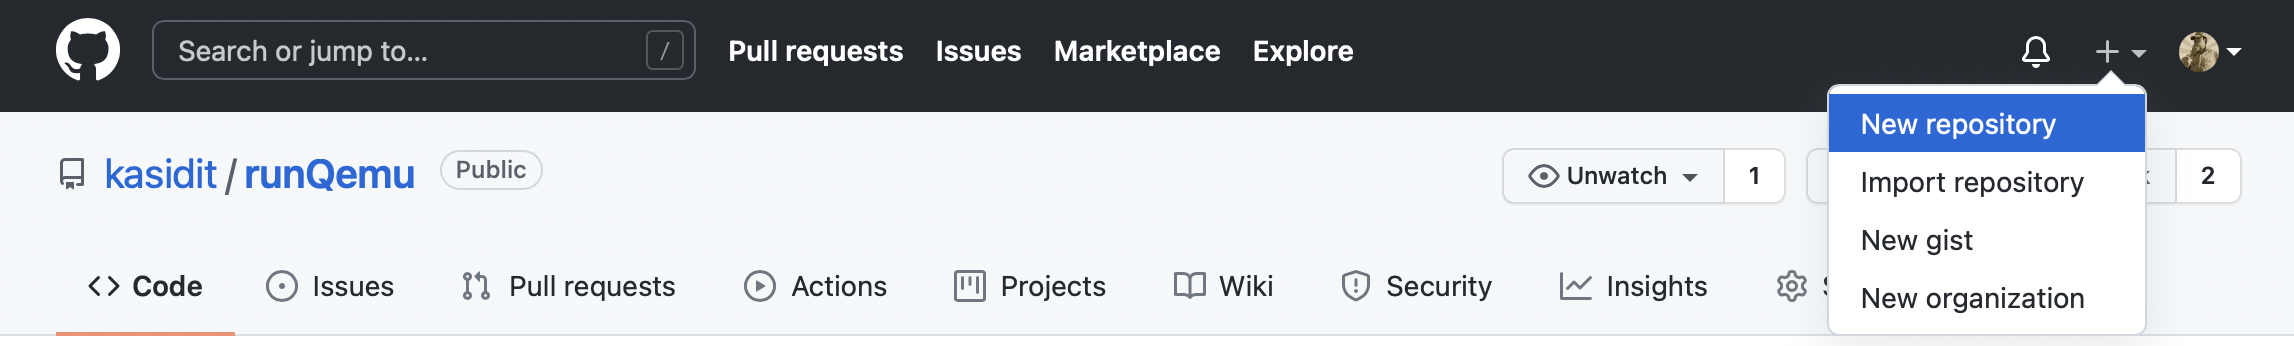 Search or jump to... /
Pull requests Issues Marketplace Explore
New repository
Import repository
New gist
New organization
kasidit / runQemu Public
Unwatch 1
2
Code Issues Pull requests Actions Projects Wiki Security Insights